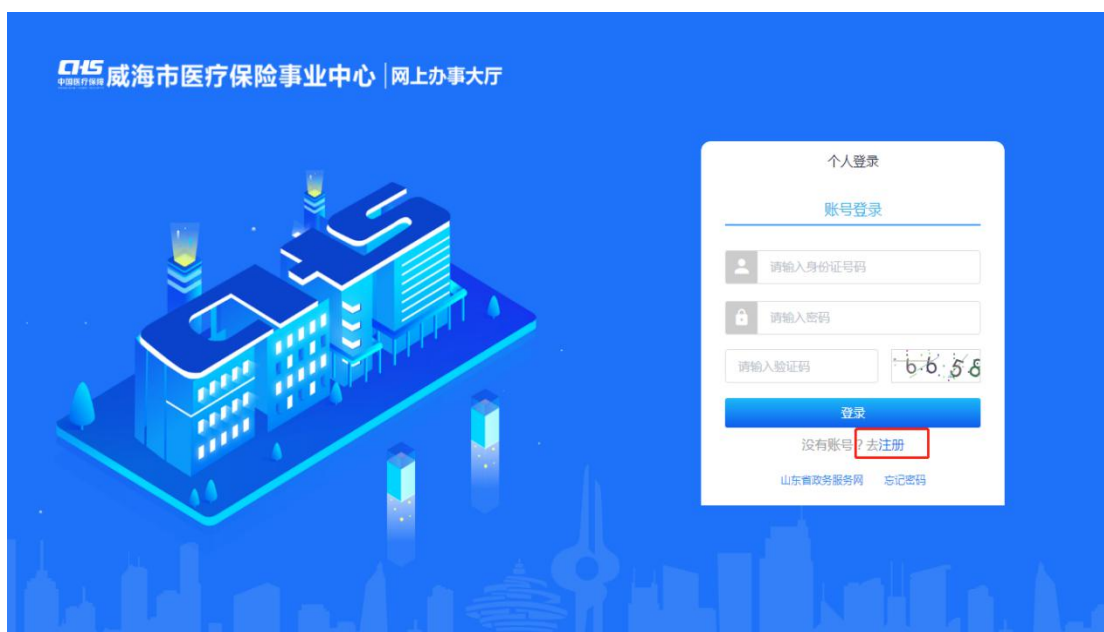 CHS 威海市医疗保险事业中心 | 网上办事大厅
中国医疗保障
个人登录
账号登录
请输入身份证号码
请输入密码
请输入验证码
6658
登录
没有账号？去注册
山东省政务服务网 忘记密码